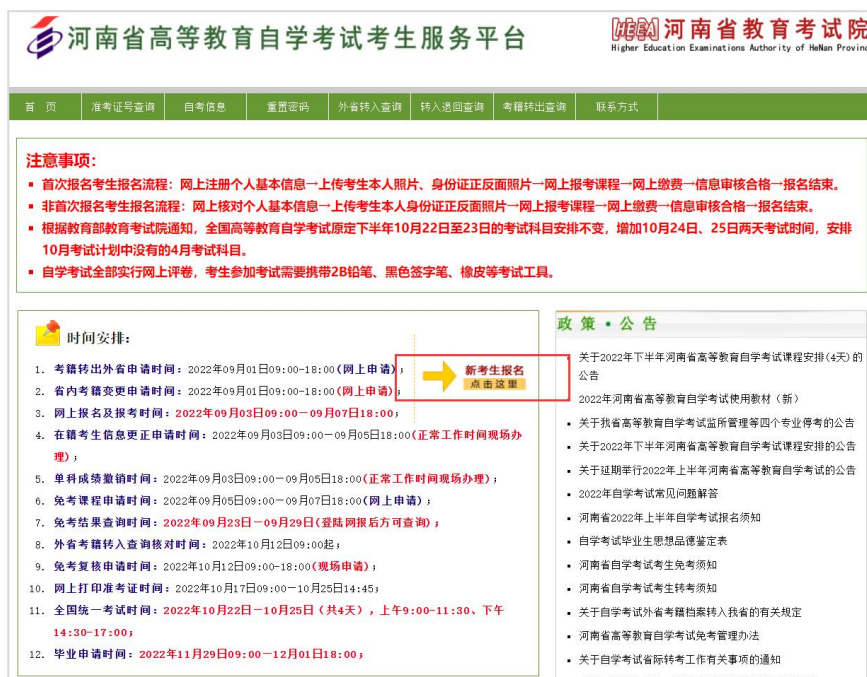 河南省高等教育自学考试考生服务平台
HEEA 河南省教育考试院
Higher Education Examinations Authority of HeNan Provinc
首 页 准考证号查询 自考信息 重置密码 外省转入查询 转入退回查询 考籍转出查询 联系方式
注意事项：
首次报名考生报名流程：网上注册个人基本信息→上传考生本人照片、身份证正反面照片→网上报考课程→网上缴费→信息审核合格→报名结束。
非首次报名考生报名流程：网上核对个人基本信息→上传考生本人身份证正反面照片→网上报考课程→网上缴费→信息审核合格→报名结束。
根据教育部教育考试院通知，全国高等教育自学考试原定下半年10月22日至23日的考试科目安排不变，增加10月24日、25日两天考试时间，安排
10月考试计划中没有的4月考试科目。
自学考试全部实行网上评卷，考生参加考试需要携带2B铅笔、黑色签字笔、橡皮等考试工具。
时间安排：
1. 考籍转出外省申请时间：2022年09月01日09:00-18:00(网上申请)；
2. 省内考籍变更申请时间：2022年09月01日09:00-18:00(网上申请)
3. 网上报名及报考时间：2022年09月03日09:00—09月07日18:00；
4. 在籍考生信息更正申请时间：2022年09月03日09:00—09月05日18:00(正常工作时间现场办
理)；
5. 单科成绩撤销时间：2022年09月03日09:00—09月05日18:00(正常工作时间现场办理)；
6. 免考课程申请时间：2022年09月05日09:00—09月07日18:00(网上申请)；
7. 免考结果查询时间：2022年09月23日－09月29日(登陆网报后方可查询)；
8. 外省考籍转入查询核对时间：2022年10月12日09:00起；
9. 免考复核申请时间：2022年10月12日09:00-18:00(现场申请)；
10. 网上打印准考证时间：2022年10月17日09:00—10月25日14:45；
11. 全国统一考试时间：2022年10月22日－10月25日（共4天），上午9:00-11:30、下午
14:30-17:00；
12. 毕业申请时间：2022年11月29日09:00—12月01日18:00；
新考生报名
点击这里
政 策 • 公 告
关于2022年下半年河南省高等教育自学考试课程安排(4天)的
公告
2022年河南省高等教育自学考试使用教材（新）
关于我省高等教育自学考试监所管理等四个专业停考的公告
关于2022年下半年河南省高等教育自学考试课程安排的公告
关于延期举行2022年上半年河南省高等教育自学考试的公告
2022年自学考试常见问题解答
河南省2022年上半年自学考试报名须知
自学考试毕业生思想品德鉴定表
河南省自学考试考生免考须知
河南省自学考试考生转考须知
关于自学考试外省考籍档案转入我省的有关规定
河南省高等教育自学考试免考管理办法
关于自学考试省际转考工作有关事项的通知